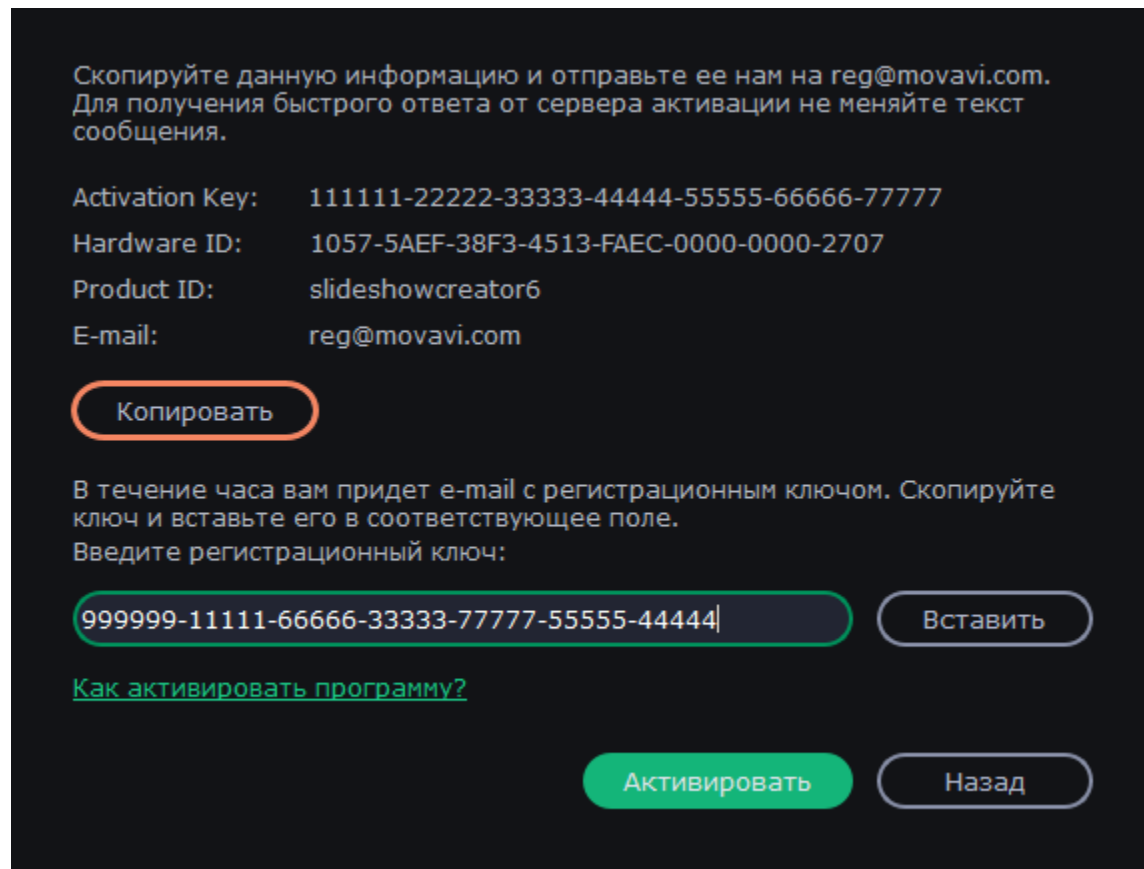 Скопируйте данную информацию и отправьте ее нам на reg@movavi.com.
Для получения быстрого ответа от сервера активации не меняйте текст
сообщения.
Activation Key: 111111-22222-33333-44444-55555-66666-77777
Hardware ID: 1057-5AEF-38F3-4513-FAEC-0000-0000-2707
Product ID: slideshowcreator6
E-mail: reg@movavi.com
Копировать
В течение часа вам придет e-mail с регистрационным ключом. Скопируйте
ключ и вставьте его в соответствующее поле.
Введите регистрационный ключ:
999999-11111-66666-33333-77777-55555-44444 Вставить
Как активировать программу?
Активировать Назад